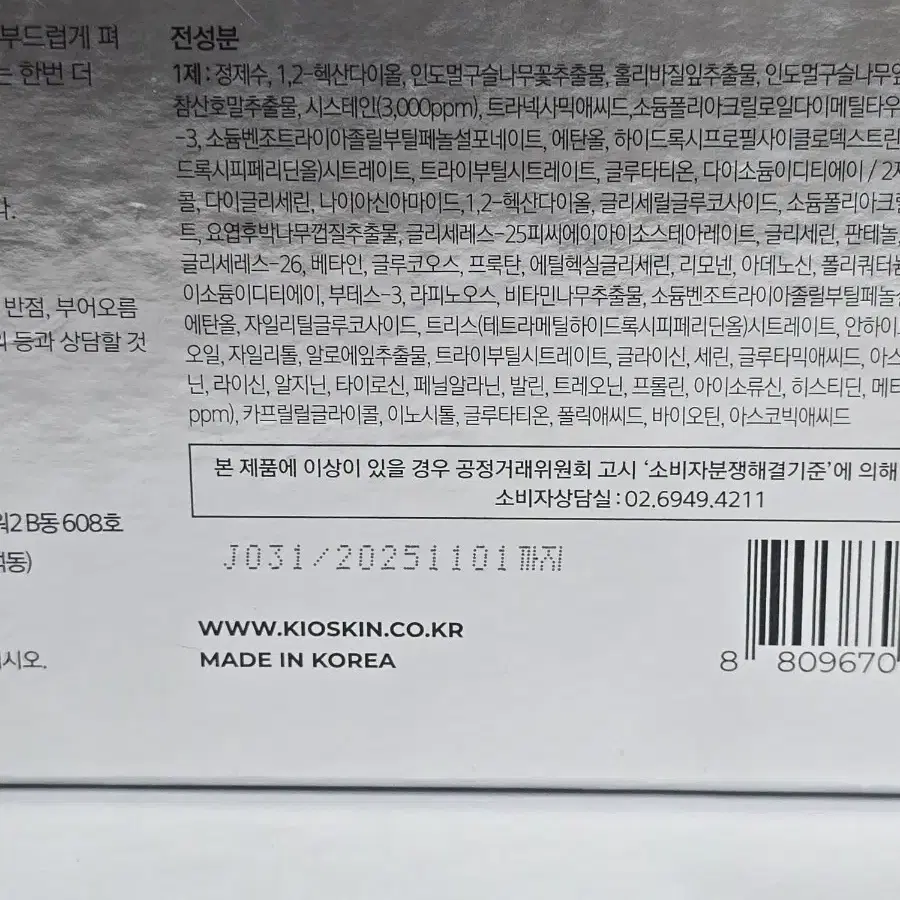 부드럽게 펴
는 한번 더
다.
반점, 부어오름
의 등과 상담할 것
워2 B동 608호
석동)
시오.
전성분
1제 : 정제수, 1,2-헥산다이올, 인도멀구슬나무꽃추출물, 홀리바질잎추출물, 인도멀구슬나무잎
참산호말추출물, 시스테인(3,000ppm), 트라넥사믹애씨드,소듐폴리아크릴로일다이메틸타우
-3, 소듐벤조트라이아졸릴부틸페놀설포네이트, 에탄올, 하이드록시프로필사이클로덱스트린
드록시피페리딘올)시트레이트, 트라이부틸시트레이트, 글루타티온, 다이소듐이디티에이 / 2제
콜, 다이글리세린, 나이아신아마이드,1,2-헥산다이올, 글리세릴글루코사이드, 소듐폴리아크릴
트, 요엽후박나무껍질추출물, 글리세레스-25피씨에이아이소스테아레이트, 글리세린, 판테놀,
글리세레스-26, 베타인, 글루코오스, 프룩탄, 에틸헥실글리세린, 리모넨, 아데노신, 폴리쿼터늄
이소듐이디티에이, 부테스-3, 라피노오스, 비타민나무추출물, 소듐벤조트라이아졸릴부틸페놀설
에탄올, 자일리틸글루코사이드, 트리스(테트라메틸하이드록시피페리딘올)시트레이트, 안하이
오일, 자일리톨, 알로에잎추출물, 트라이부틸시트레이트, 글라이신, 세린, 글루타믹애씨드, 아스
닌, 라이신, 알지닌, 타이로신, 페닐알라닌, 발린, 트레오닌, 프롤린, 아이소류신, 히스티딘, 메티
ppm), 카프릴릴글라이콜, 이노시톨, 글루타티온, 폴릭애씨드, 바이오틴, 아스코빅애씨드
본 제품에 이상이 있을 경우 공정거래위원회 고시 ‘소비자분쟁해결기준’에 의해
소비자상담실 : 02.6949.4211
J031/20251101까지
WWW.KIOSKIN.CO.KR
MADE IN KOREA
8 809670